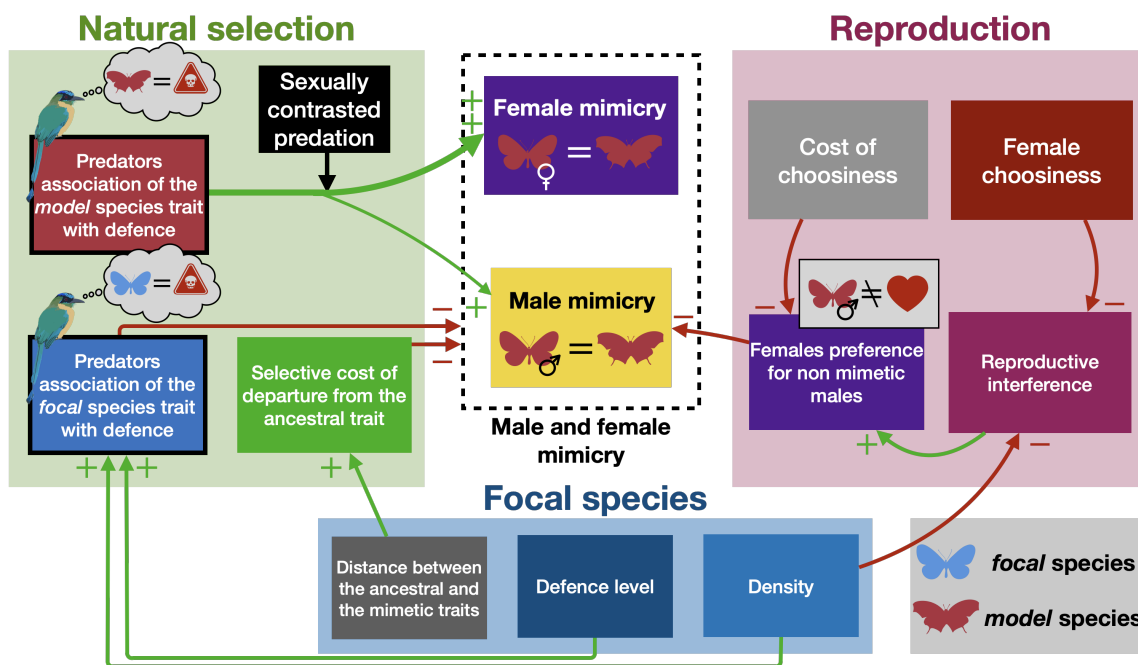 Natural selection
Reproduction
=
Sexually
contrasted
predation
Predators
association of the
model species trait
with defence
+
+
Female mimicry
♀ =
Cost of
choosiness
Female
choosiness
=
Predators
association of the
focal species trait
with defence
Selective cost of
departure from the
ancestral trait
−
−
+
Male mimicry
♂ =
−
Male and female
mimicry
♂ ≠
−
−
Females preference
for non mimetic
males
Reproductive
interference
+
−
+ +
+
Focal species
Distance between
the ancestral and
the mimetic traits
Defence level
Density
focal species
model species